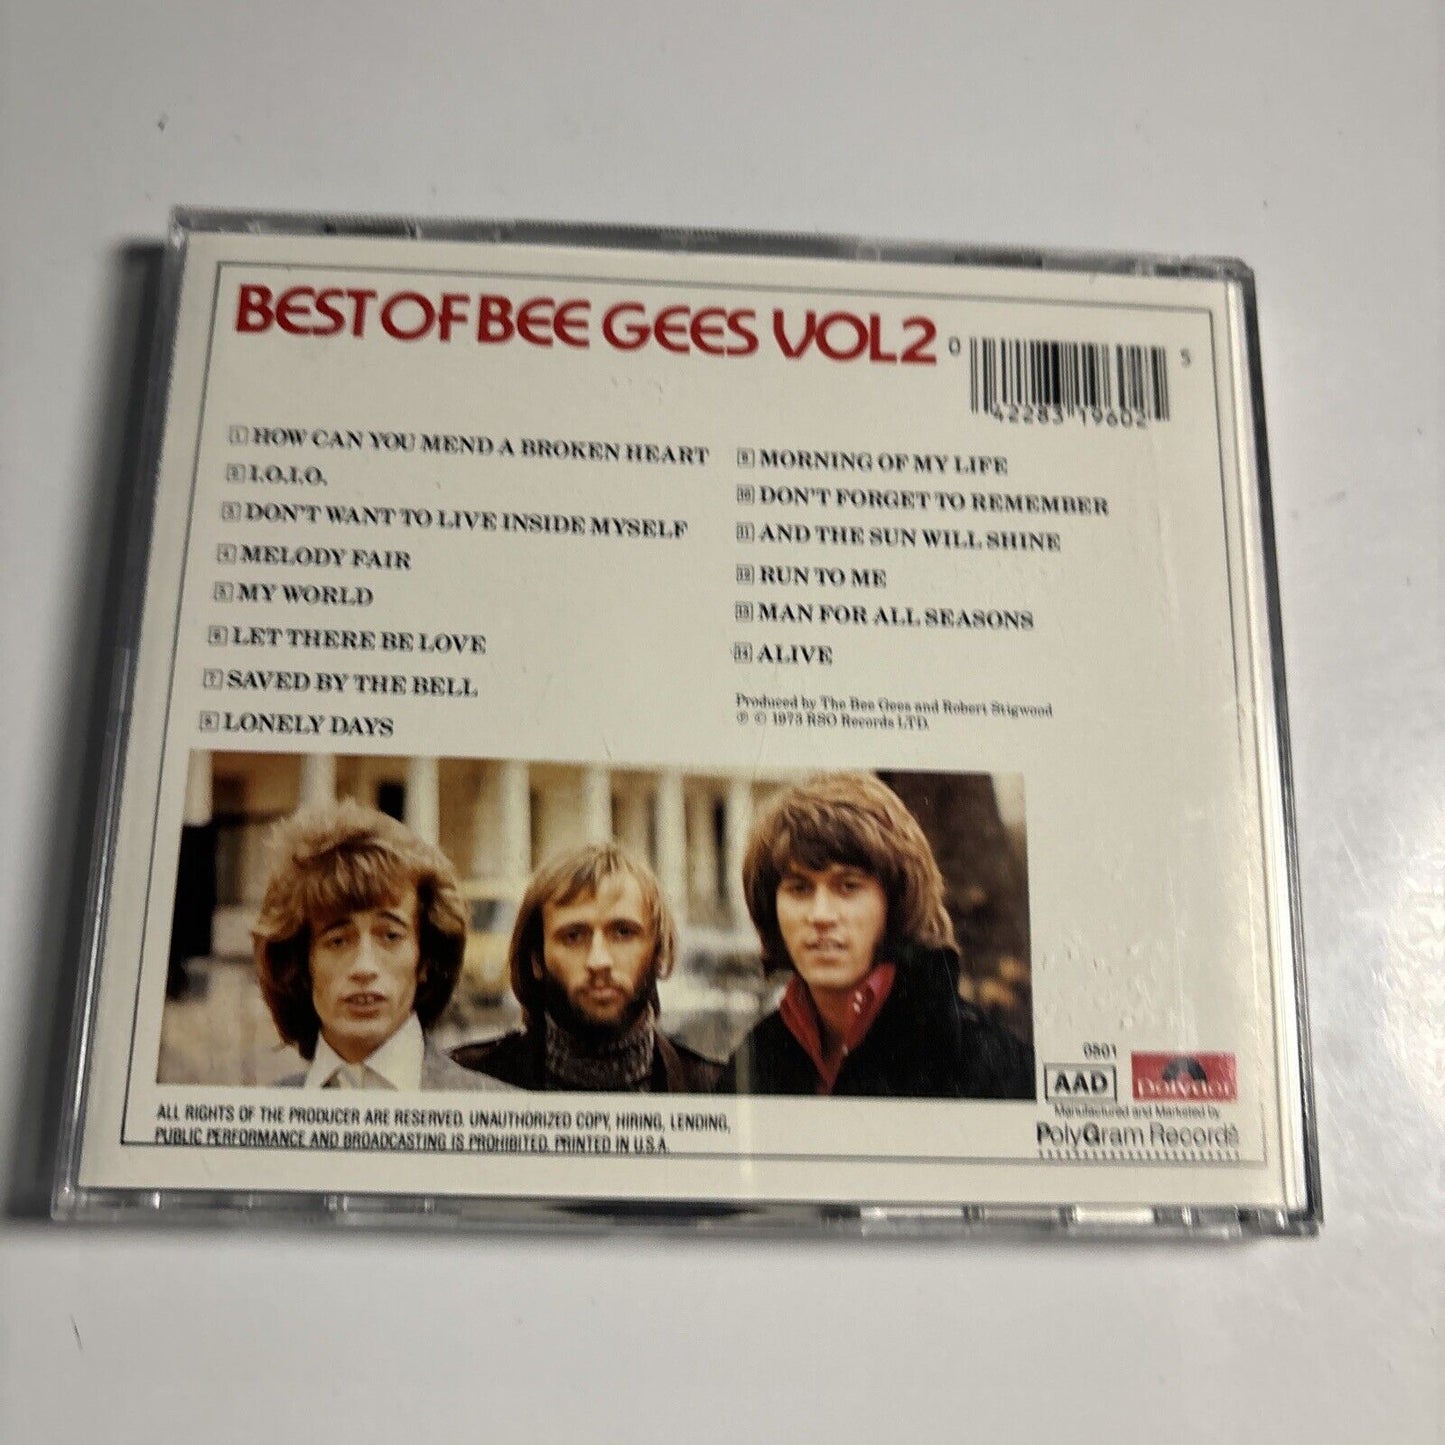 BEST OF BEE GEES VOL 2
0 42283 19602 5
1 HOW CAN YOU MEND A BROKEN HEART
2 I.O.I.O.
3 DON'T WANT TO LIVE INSIDE MYSELF
4 MELODY FAIR
5 MY WORLD
6 LET THERE BE LOVE
7 SAVED BY THE BELL
8 LONELY DAYS
9 MORNING OF MY LIFE
10 DON'T FORGET TO REMEMBER
11 AND THE SUN WILL SHINE
12 RUN TO ME
13 MAN FOR ALL SEASONS
14 ALIVE
Produced by The Bee Gees and Robert Stigwood
℗ © 1973 RSO Records LTD.
0801
AAD
Polydor
Manufactured and Marketed by
PolyGram Records
ALL RIGHTS OF THE PRODUCER ARE RESERVED. UNAUTHORIZED COPY, HIRING, LENDING,
PUBLIC PERFORMANCE AND BROADCASTING IS PROHIBITED. PRINTED IN U.S.A.